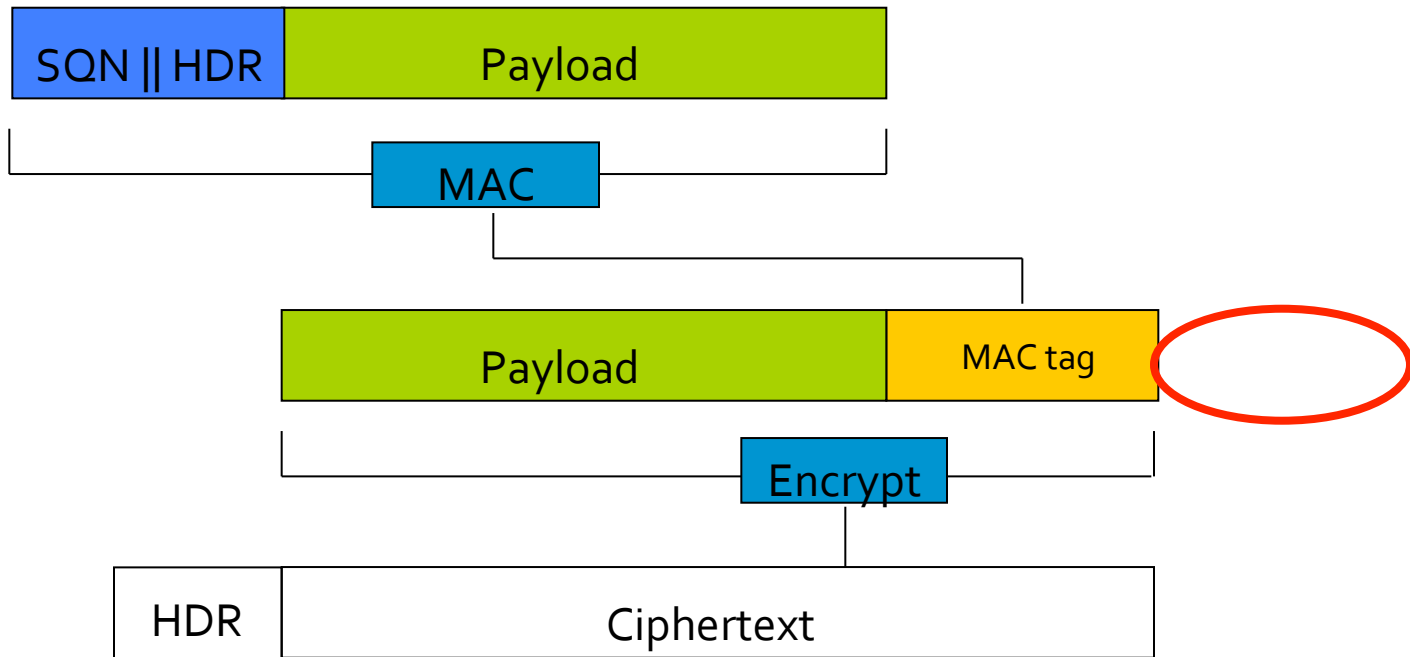 SQN || HDR
Payload
MAC
Payload
MAC tag
Encrypt
HDR
Ciphertext